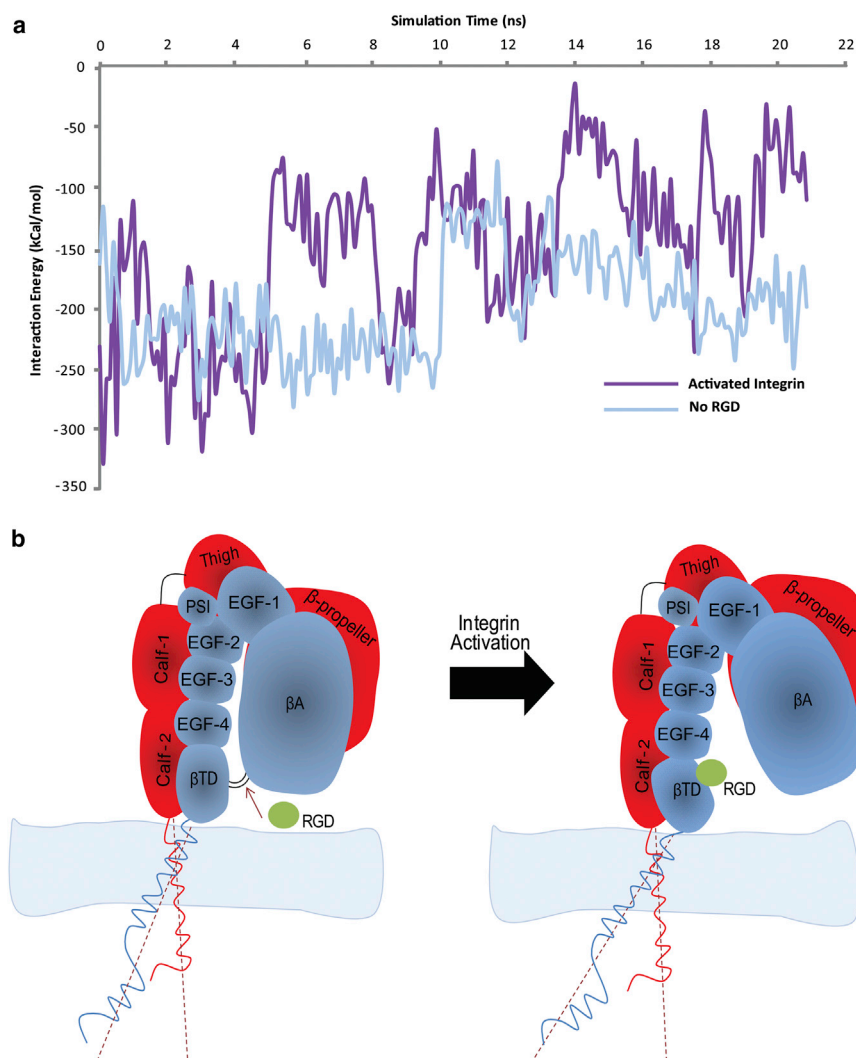 a
Simulation Time (ns)
0 2 4 6 8 10 12 14 16 18 20 22
Interaction Energy (kCal/mol)
0
-50
-100
-150
-200
-250
-300
-350
Activated Integrin
No RGD
b
Thigh
PSI
EGF-1
β-propeller
Calf-1
EGF-2
EGF-3
βA
EGF-4
Calf-2
βTD
RGD
Integrin
Activation
Thigh
PSI
EGF-1
β-propeller
Calf-1
EGF-2
EGF-3
βA
EGF-4
Calf-2
βTD
RGD